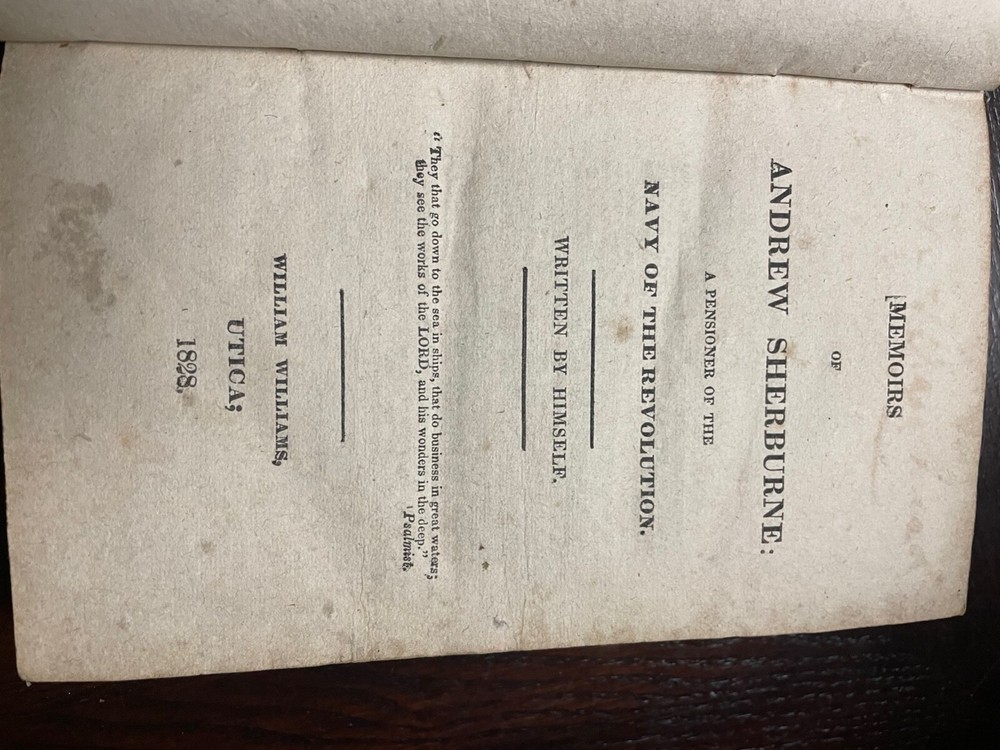 MEMOIRS
OF
ANDREW SHERBURNE:
A PENSIONER OF THE
NAVY OF THE REVOLUTION.
WRITTEN BY HIMSELF.
"They that go down to the sea in ships, that do business in great waters;
they see the works of the LORD, and his wonders in the deep."
Psalmist.
WILLIAM WILLIAMS,
UTICA;
1828.